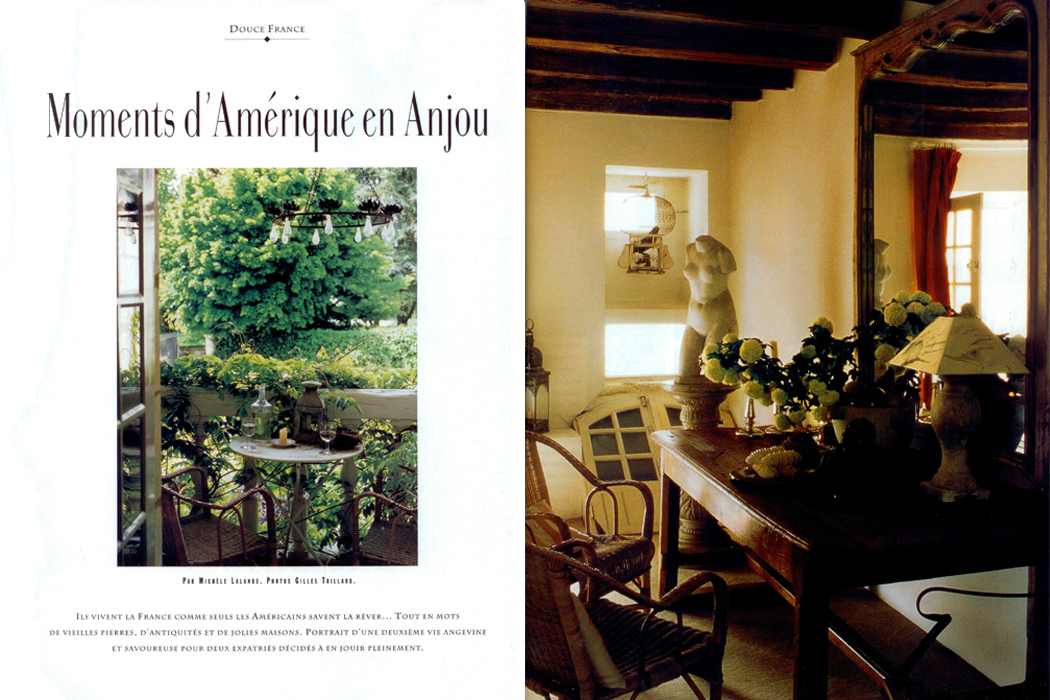 DOUCE FRANCE
Moments d'Amérique en Anjou
PAR MICHÈLE LALANDE. PHOTOS GILLES TRILLARD.
ILS VIVENT LA FRANCE COMME SEULS LES AMÉRICAINS SAVENT LA RÊVER... TOUT EN MOTS
DE VIEILLES PIERRES, D'ANTIQUITÉS ET DE JOLIES MAISONS. PORTRAIT D'UNE DEUXIÈME VIE ANGEVINE
ET SAVOUREUSE POUR DEUX EXPATRIÉS DÉCIDÉS À EN JOUIR PLEINEMENT.